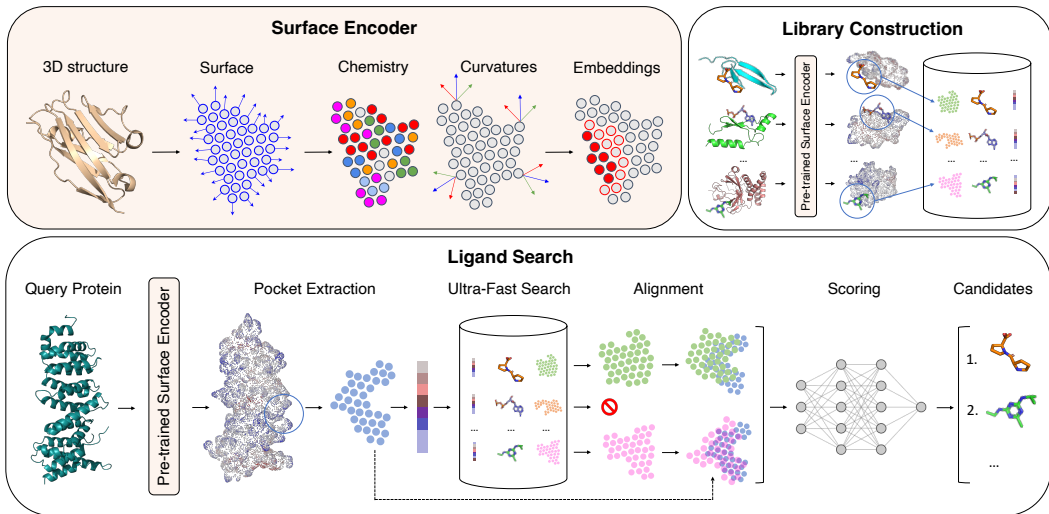 Surface Encoder
3D structure
Surface
Chemistry
Curvatures
Embeddings
Library Construction
Pre-trained Surface Encoder
...
...
...
...
...
Ligand Search
Query Protein
Pre-trained Surface Encoder
Pocket Extraction
Ultra-Fast Search
...
...
...
Alignment
Scoring
Candidates
1.
2.
...